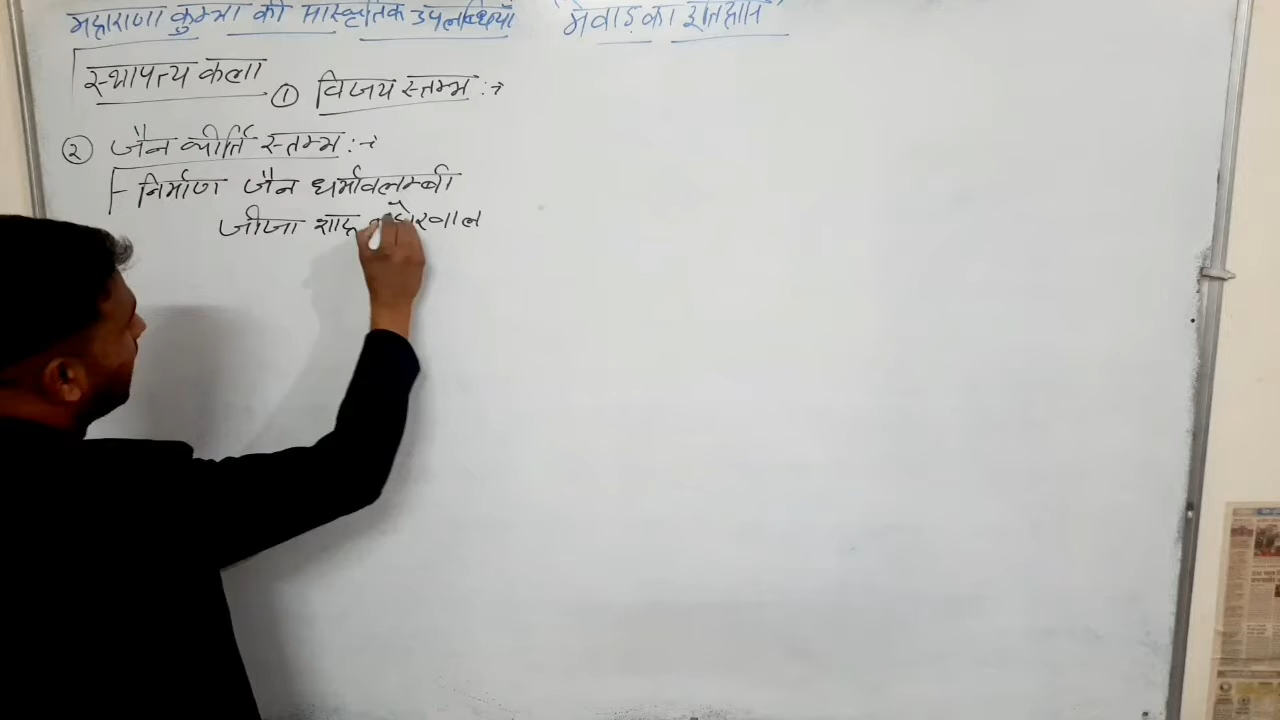 महाराणा कुम्भा की सांस्कृतिक उपलब्धियाँ (मेवाड़ का इतिहास)
स्थापत्य कला ① विजय स्तम्भ :→
② जैन कीर्ति स्तम्भ :→
निर्माण जैन धर्मावलम्बी
जीजा शाह